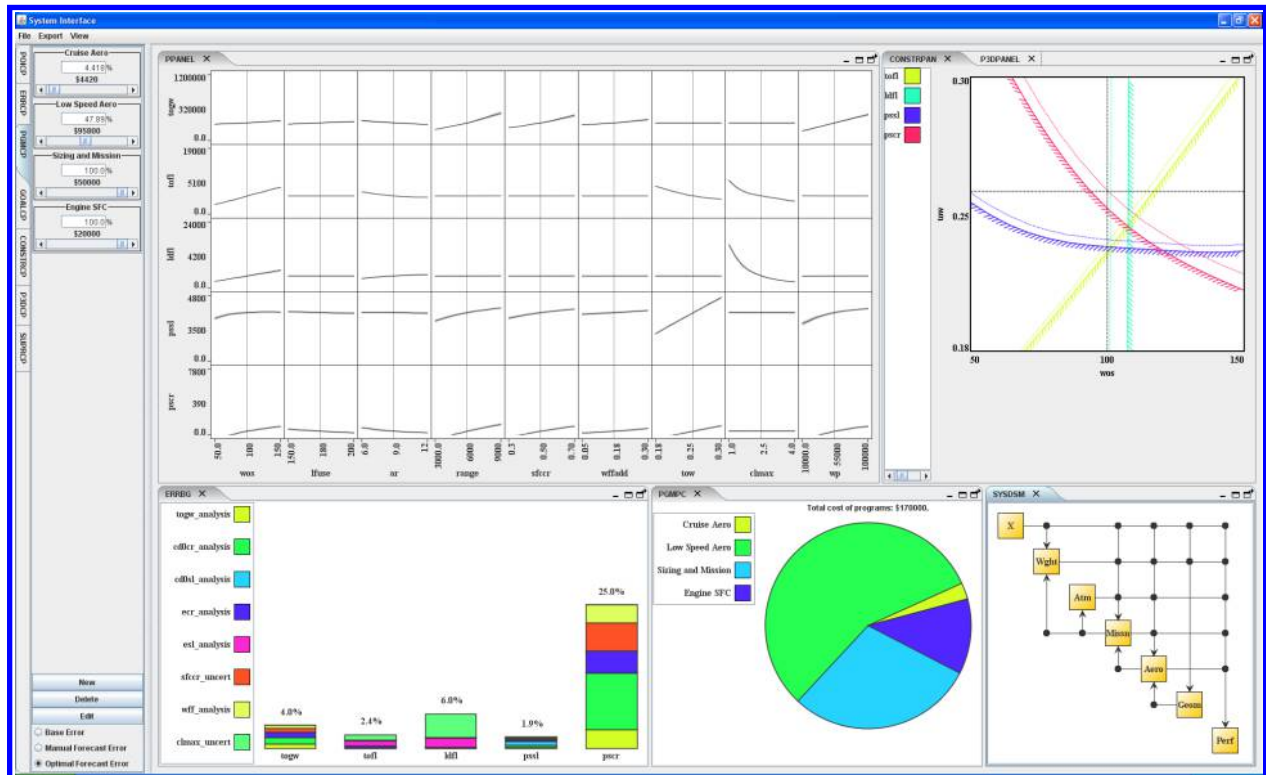 System Interface
File Export View
POICP
ERRCP
PGMCP
GOALCP
CONSTRCP
P3DCP
SUPRCP
Cruise Aero
4.418%
$4420
Low Speed Aero
47.89%
$95000
Sizing and Mission
100.0%
$50000
Engine SFC
100.0%
$20000
New
Delete
Edit
Base Error
Manual Forecast Error
Optimal Forecast Error
PPANEL
togw
1200000
320000
0.0
tofl
19000
5100
0.0
ldfl
24000
4200
0.0
pssl
4800
3500
0.0
pscr
7800
390
0.0
50.0 100 150. 150.0 180 200. 6.0 9.0 12 3000.0 6000 9000. 0.3 0.50 0.70 0.05 0.18 0.30 0.18 0.25 0.30 1.0 2.5 4.0 10000.0 55000 100000.
wos lfuse ar range sfccr wffadd tow clmax wp
CONSTRPAN P3DPANEL
tofl
ldfl
pssl
pscr
0.30
tow
0.25
0.18
50 100 150
wos
ERRBG
togw_analysis
cd0cr_analysis
cd0sl_analysis
ecr_analysis
esl_analysis
sfccr_uncert
wff_analysis
clmax_uncert
4.0%
2.4%
6.0%
1.9%
25.0%
togw tofl ldfl pssl pscr
PGMPC
Total cost of programs: $170000.
Cruise Aero
Low Speed Aero
Sizing and Mission
Engine SFC
SYSDSM
X
Wght
Atm
Missn
Aero
Geom
Perf